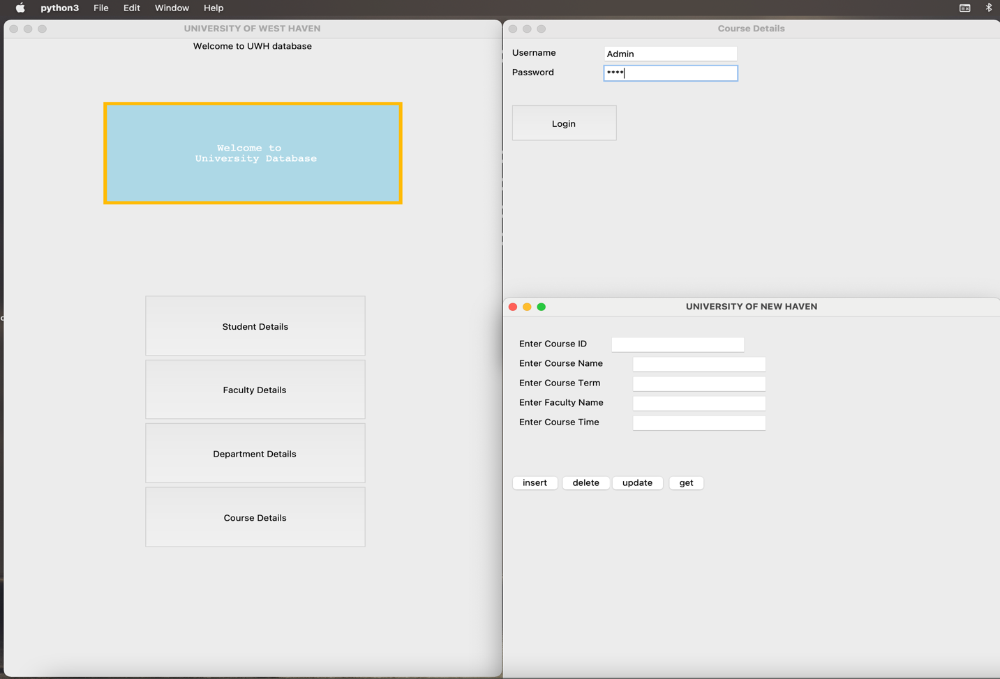 python3 File Edit Window Help
UNIVERSITY OF WEST HAVEN
Welcome to UWH database
Welcome to
University Database
Student Details
Faculty Details
Department Details
Course Details
Course Details
Username Admin
Password ****
Login
UNIVERSITY OF NEW HAVEN
Enter Course ID
Enter Course Name
Enter Course Term
Enter Faculty Name
Enter Course Time
insert delete update get